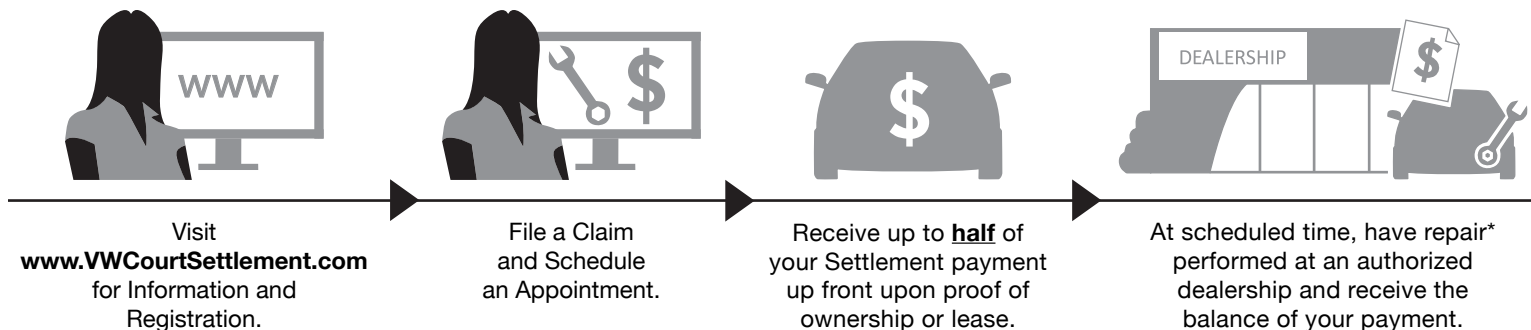 www
$
$
DEALERSHIP
$
Visit
www.VWCourtSettlement.com
for Information and
Registration.
File a Claim
and Schedule
an Appointment.
Receive up to half of
your Settlement payment
up front upon proof of
ownership or lease.
At scheduled time, have repair*
performed at an authorized
dealership and receive the
balance of your payment.